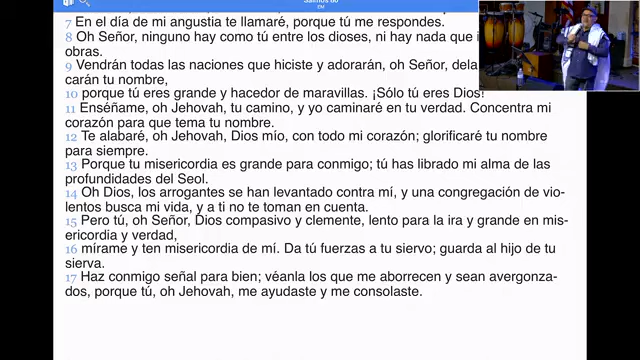 Salmos 86
7 En el día de mi angustia te llamaré, porque tú me respondes.
8 Oh Señor, ninguno hay como tú entre los dioses, ni hay nada que i
obras.
9 Vendrán todas las naciones que hiciste y adorarán, oh Señor, dela
carán tu nombre,
10 porque tú eres grande y hacedor de maravillas. ¡Sólo tú eres Dios!
11 Enséñame, oh Jehovah, tu camino, y yo caminaré en tu verdad. Concentra mi
corazón para que tema tu nombre.
12 Te alabaré, oh Jehovah, Dios mío, con todo mi corazón; glorificaré tu nombre
para siempre.
13 Porque tu misericordia es grande para conmigo; tú has librado mi alma de las
profundidades del Seol.
14 Oh Dios, los arrogantes se han levantado contra mí, y una congregación de vio-
lentos busca mi vida, y a ti no te toman en cuenta.
15 Pero tú, oh Señor, Dios compasivo y clemente, lento para la ira y grande en mis-
ericordia y verdad,
16 mírame y ten misericordia de mí. Da tú fuerzas a tu siervo; guarda al hijo de tu
sierva.
17 Haz conmigo señal para bien; véanla los que me aborrecen y sean avergonza-
dos, porque tú, oh Jehovah, me ayudaste y me consolaste.